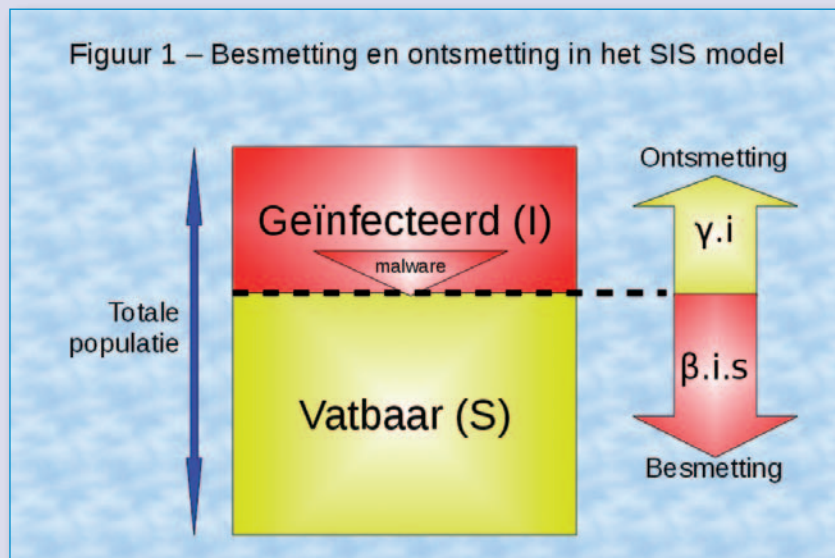 Figuur 1 – Besmetting en ontsmetting in het SIS model
Totale
populatie
Geïnfecteerd (I)
malware
Vatbaar (S)
Ontsmetting
γ.i
β.i.s
Besmetting